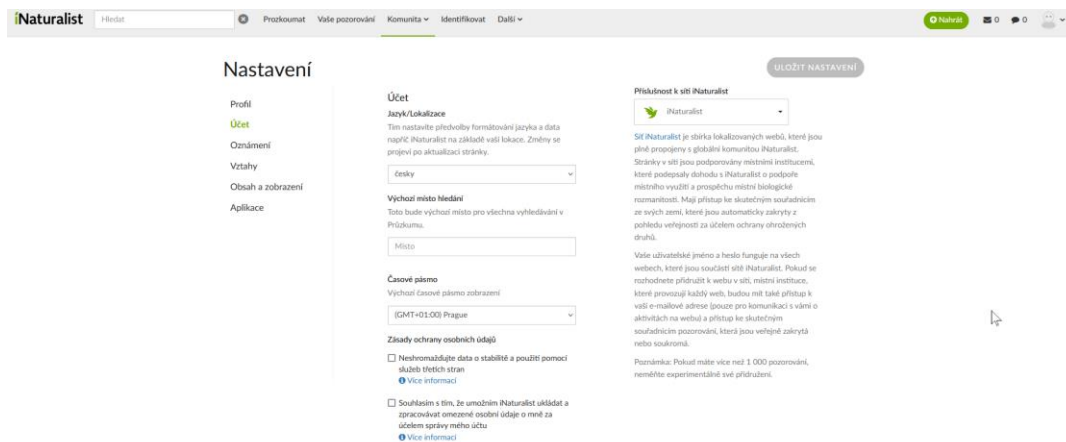 iNaturalist
Hledat
Prozkoumat Vaše pozorování Komunita Identifikovat Další
Nahrát
0
0
Nastavení
ULOŽIT NASTAVENÍ
Profil
Účet
Oznámení
Vztahy
Obsah a zobrazení
Aplikace
Účet
Jazyk/Lokalizace
Tím nastavíte předvolby formátování jazyka a data
napříč iNaturalist na základě vaší lokace. Změny se
projeví po aktualizaci stránky.
česky
Výchozí místo hledání
Toto bude výchozí místo pro všechna vyhledávání v
Průzkumu.
Místo
Časové pásmo
Výchozí časové pásmo zobrazení
(GMT+01:00) Prague
Zásady ochrany osobních údajů
Neshromažďujte data o stabilitě a použití pomocí
služeb třetích stran
Více informací
Souhlasím s tím, že umožním iNaturalist ukládat a
zpracovávat omezené osobní údaje o mně za
účelem správy mého účtu
Více informací
Příslušnost k síti iNaturalist
iNaturalist
Síť iNaturalist je sbírka lokalizovaných webů, které jsou
plně propojeny s globální komunitou iNaturalist.
Stránky v síti jsou podporovány místními institucemi,
které podepsaly dohodu s iNaturalist o podpoře
místního využití a prospěchu místní biologické
rozmanitosti. Mají přístup ke skutečným souřadnicím
ze svých zemí, které jsou automaticky zakryty z
pohledu veřejnosti za účelem ochrany ohrožených
druhů.
Vaše uživatelské jméno a heslo funguje na všech
webech, které jsou součástí sítě iNaturalist. Pokud se
rozhodnete přidružit k webu v síti, místní instituce,
které provozují každý web, budou mít také přístup k
vaší e-mailové adrese (pouze pro komunikaci s vámi o
aktivitách na webu) a přístup ke skutečným
souřadnicím pozorování, která jsou veřejně zakrytá
nebo soukromá.
Poznámka: Pokud máte více než 1 000 pozorování,
neměňte experimentálně své přidružení.